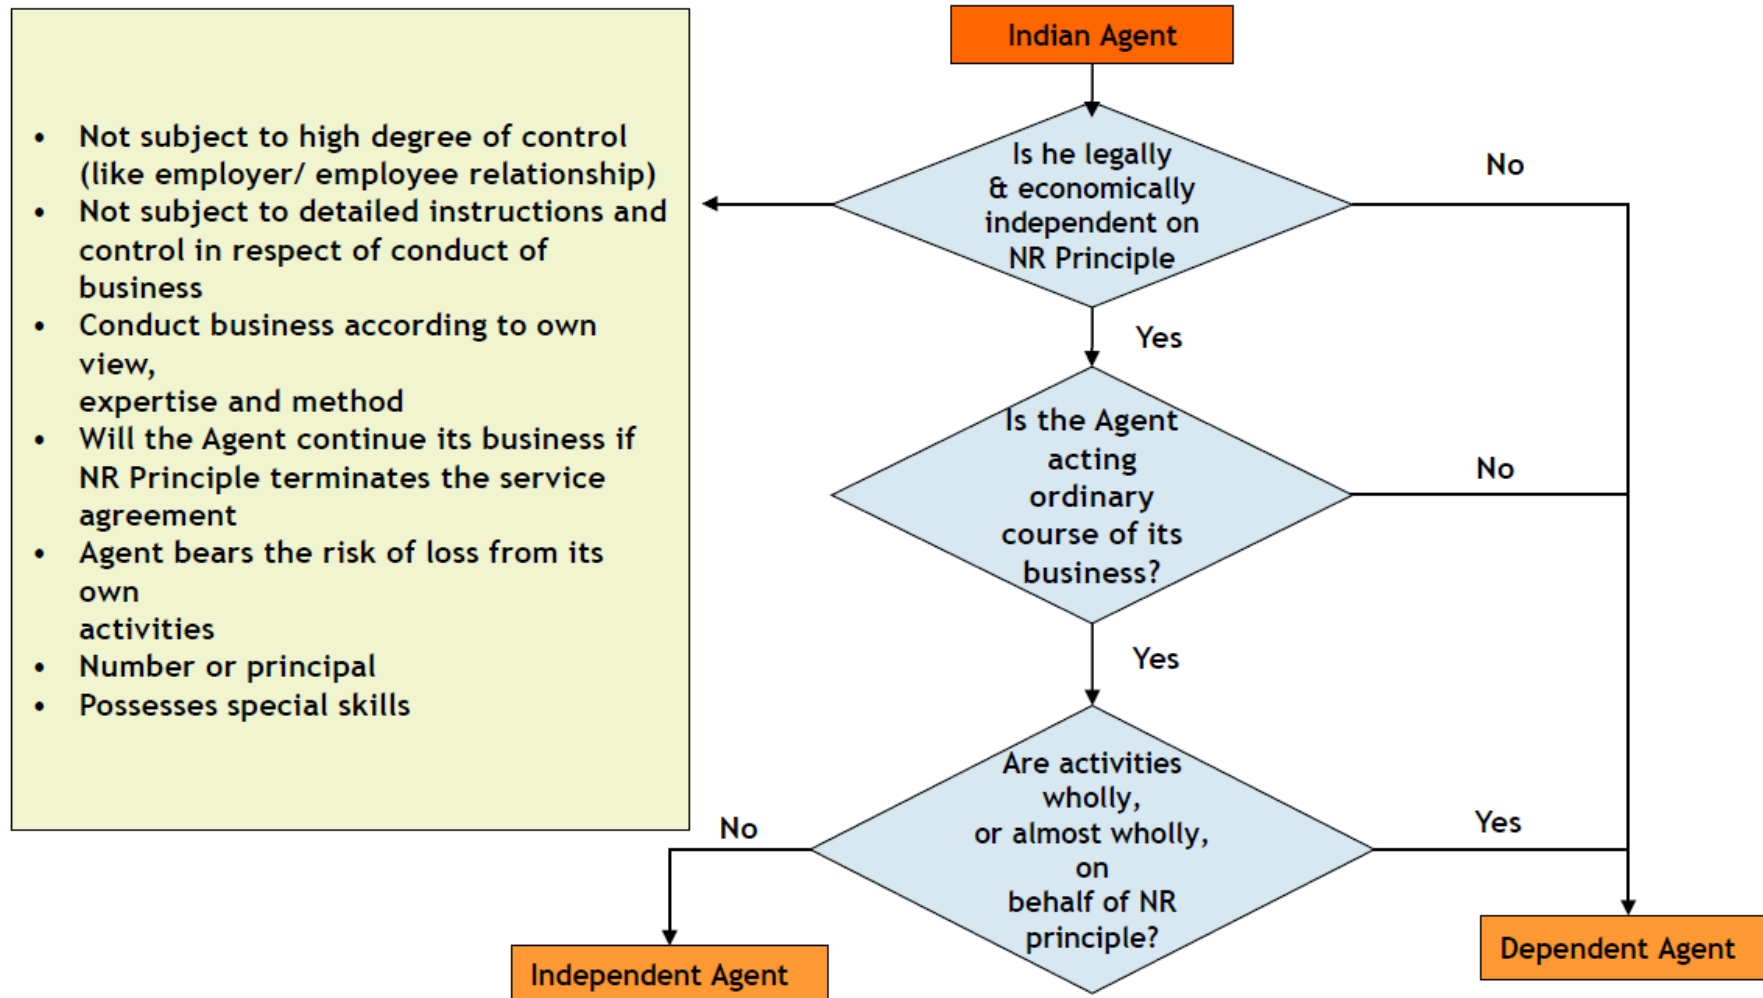 • Not subject to high degree of control
(like employer/ employee relationship)
• Not subject to detailed instructions and
control in respect of conduct of
business
• Conduct business according to own
view,
expertise and method
• Will the Agent continue its business if
NR Principle terminates the service
agreement
• Agent bears the risk of loss from its
own
activities
• Number or principal
• Possesses special skills
Indian Agent
Is he legally
& economically
independent on
NR Principle
No
Yes
Is the Agent
acting
ordinary
course of its
business?
No
Yes
Are activities
wholly,
or almost wholly,
on
behalf of NR
principle?
No
Yes
Independent Agent
Dependent Agent